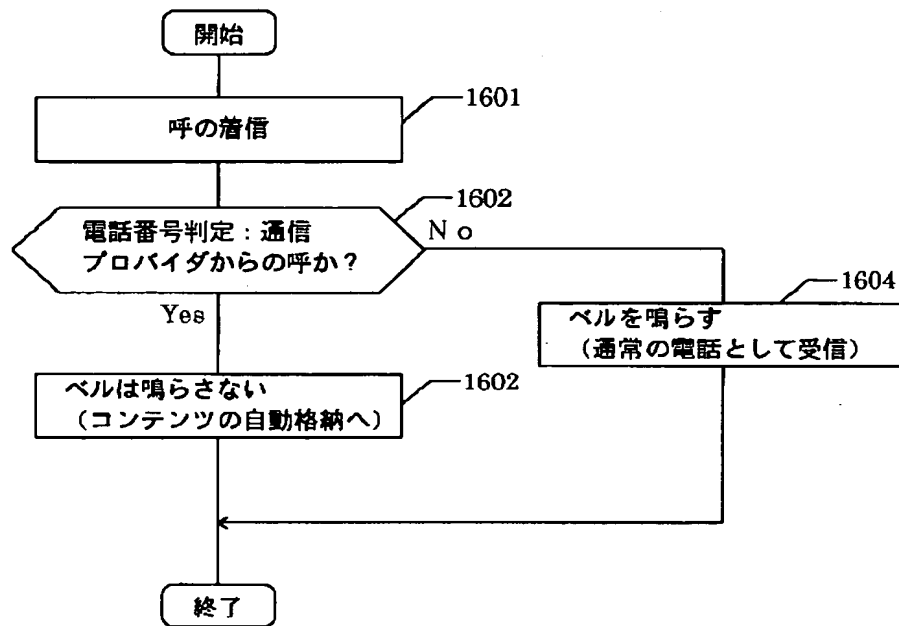 開始
呼の着信
1601
電話番号判定：通信
プロバイダからの呼か？
1602
No
Yes
ベルを鳴らす
（通常の電話として受信）
1604
ベルは鳴らさない
（コンテンツの自動格納へ）
1602
終了